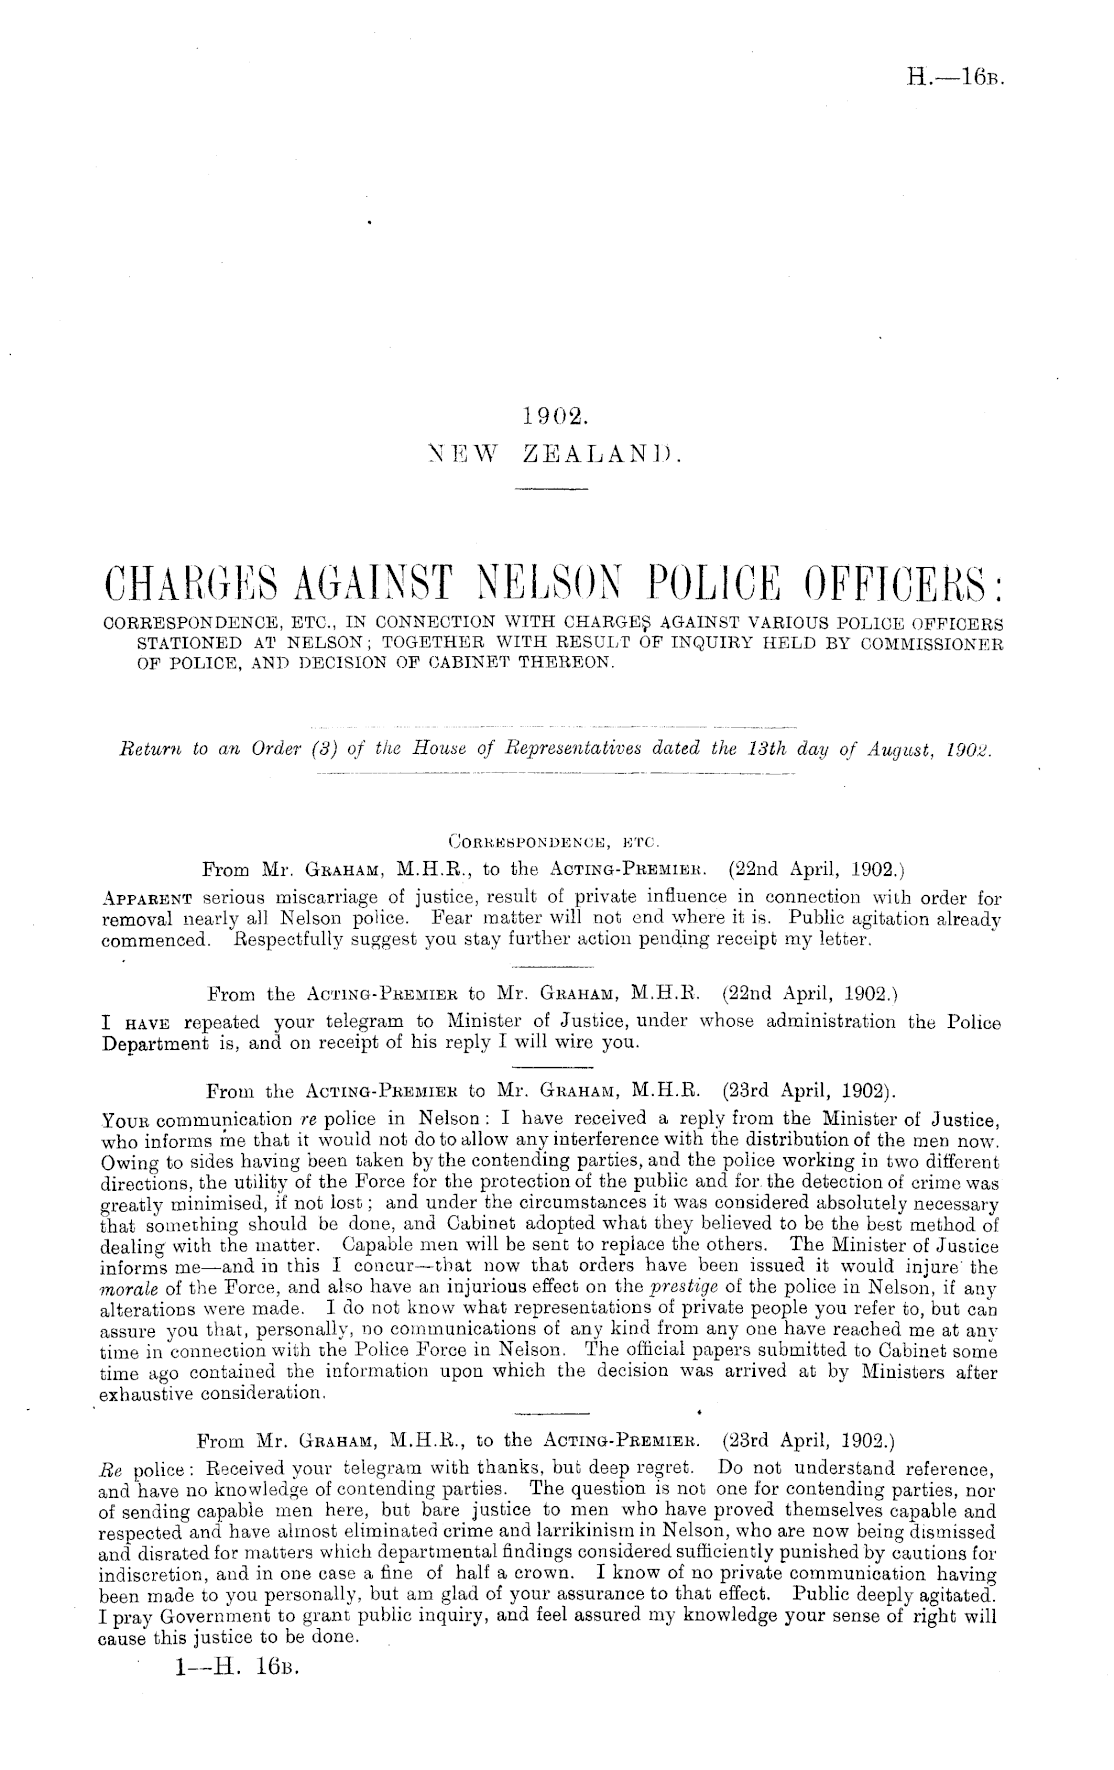 H.—16B.
1902.
NEW ZEALAND.
CHARGES AGAINST NELSON POLICE OFFICERS:
CORRESPONDENCE, ETC., IN CONNECTION WITH CHARGES AGAINST VARIOUS POLICE OFFICERS
STATIONED AT NELSON; TOGETHER WITH RESULT OF INQUIRY HELD BY COMMISSIONER
OF POLICE, AND DECISION OF CABINET THEREON.
Return to an Order (3) of the House of Representatives dated the 13th day of August, 1902.
CORRESPONDENCE, ETC.
From Mr. GRAHAM, M.H.R., to the ACTING-PREMIER. (22nd April, 1902.)
APPARENT serious miscarriage of justice, result of private influence in connection with order for
removal nearly all Nelson police. Fear matter will not end where it is. Public agitation already
commenced. Respectfully suggest you stay further action pending receipt my letter.
From the ACTING-PREMIER to Mr. GRAHAM, M.H.R. (22nd April, 1902.)
I HAVE repeated your telegram to Minister of Justice, under whose administration the Police
Department is, and on receipt of his reply I will wire you.
From the ACTING-PREMIER to Mr. GRAHAM, M.H.R. (23rd April, 1902).
YOUR communication re police in Nelson: I have received a reply from the Minister of Justice,
who informs me that it would not do to allow any interference with the distribution of the men now.
Owing to sides having been taken by the contending parties, and the police working in two different
directions, the utility of the Force for the protection of the public and for the detection of crime was
greatly minimised, if not lost; and under the circumstances it was considered absolutely necessary
that something should be done, and Cabinet adopted what they believed to be the best method of
dealing with the matter. Capable men will be sent to replace the others. The Minister of Justice
informs me—and in this I concur—that now that orders have been issued it would injure the
morale of the Force, and also have an injurious effect on the prestige of the police in Nelson, if any
alterations were made. I do not know what representations of private people you refer to, but can
assure you that, personally, no communications of any kind from any one have reached me at any
time in connection with the Police Force in Nelson. The official papers submitted to Cabinet some
time ago contained the information upon which the decision was arrived at by Ministers after
exhaustive consideration.
From Mr. GRAHAM, M.H.R., to the ACTING-PREMIER. (23rd April, 1902.)
Re police: Received your telegram with thanks, but deep regret. Do not understand reference,
and have no knowledge of contending parties. The question is not one for contending parties, nor
of sending capable men here, but bare justice to men who have proved themselves capable and
respected and have almost eliminated crime and larrikinism in Nelson, who are now being dismissed
and disrated for matters which departmental findings considered sufficiently punished by cautions for
indiscretion, and in one case a fine of half a crown. I know of no private communication having
been made to you personally, but am glad of your assurance to that effect. Public deeply agitated.
I pray Government to grant public inquiry, and feel assured my knowledge your sense of right will
cause this justice to be done.
1--H. 16B.